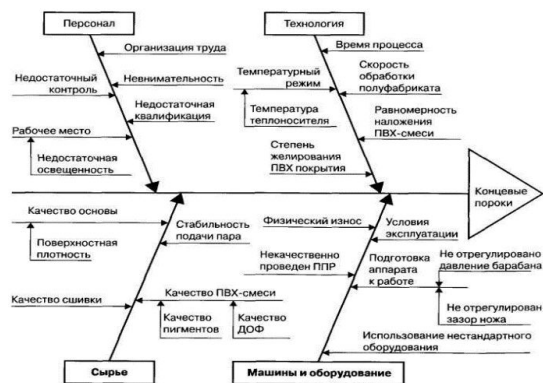 Персонал
Технология
Организация труда
Время процесса
Недостаточный
контроль
Невнимательность
Температурный
режим
Скорость
обработки
полуфабриката
Недостаточная
квалификация
Температура
теплоносителя
Равномерность
наложения
ПВХ-смеси
Рабочее место
Недостаточная
освещенность
Степень
желирования
ПВХ покрытия
Концевые
пороки
Качество основы
Стабильность
подачи пара
Физический износ
Условия
эксплуатации
Поверхностная
плотность
Некачественно
проведен ППР
Подготовка
аппарата
к работе
Не отрегулировано
давление барабана
Качество сшивки
Качество ПВХ-смеси
Качество
пигментов
Качество
ДОФ
Не отрегулирован
зазор ножа
Использование нестандартного
оборудования
Сырье
Машины и оборудование